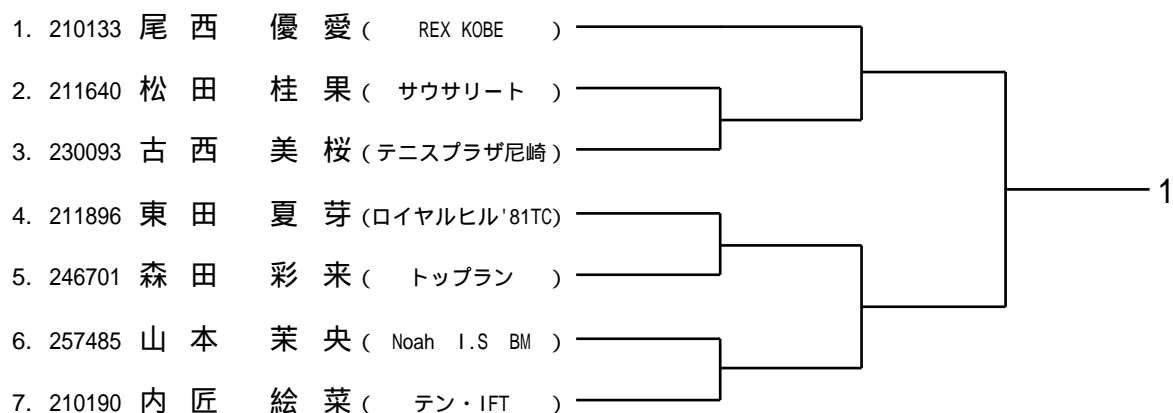 1. 210133 尾 西 優 愛 ( REX KOBE )
2. 211640 松 田 桂 果 ( サウサリート )
3. 230093 古 西 美 桜 (テニスプラザ尼崎)
4. 211896 東 田 夏 芽 (ロイヤルヒル'81TC)
1
5. 246701 森 田 彩 来 ( トップラン )
6. 257485 山 本 茉 央 ( Noah I.S BM )
7. 210190 内 匠 絵 菜 ( テン・IFT )